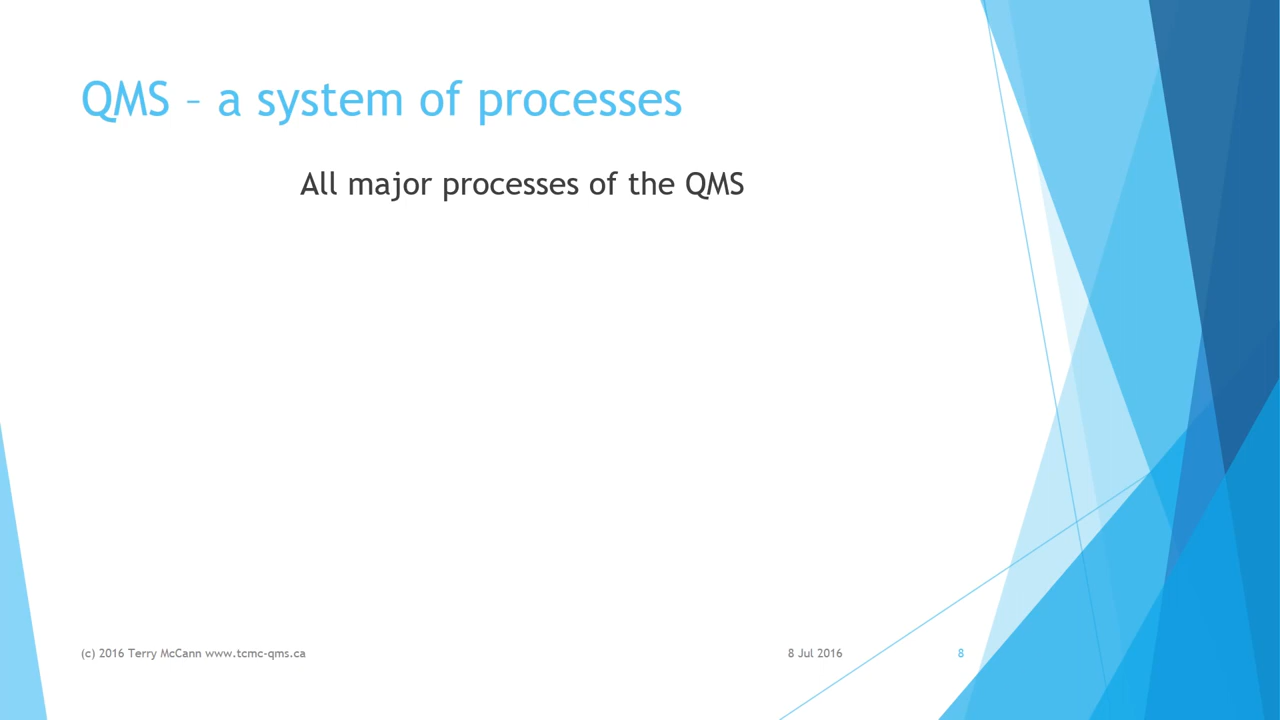 QMS – a system of processes
All major processes of the QMS
(c) 2016 Terry McCann www.tcmc-qms.ca
8 Jul 2016
8